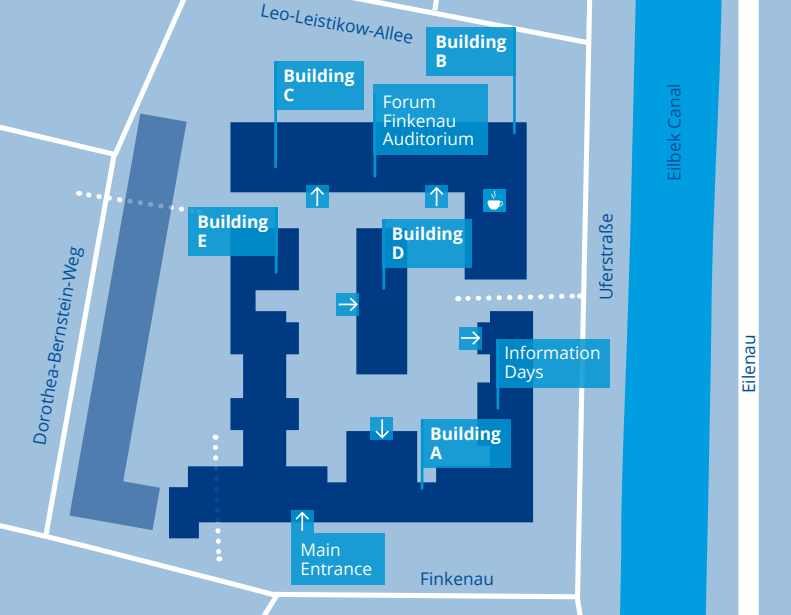 Leo-Leistikow-Allee
Building
B
Building
C
Forum
Finkenau
Auditorium
Eilbek Canal
Building
E
Building
D
Uferstraße
Dorothea-Bernstein-Weg
Information
Days
Eilenau
Building
A
Main
Entrance
Finkenau